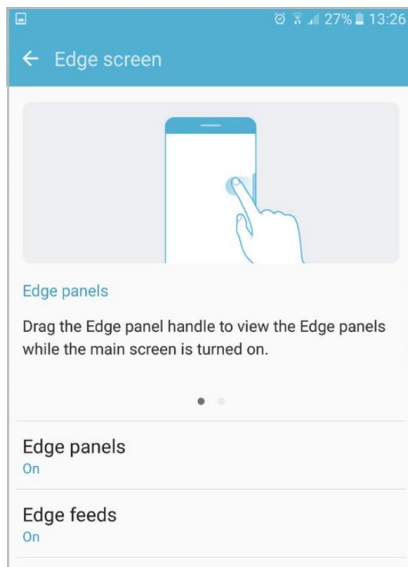 27% 13:26
Edge screen
Edge panels
Drag the Edge panel handle to view the Edge panels
while the main screen is turned on.
Edge panels
On
Edge feeds
On